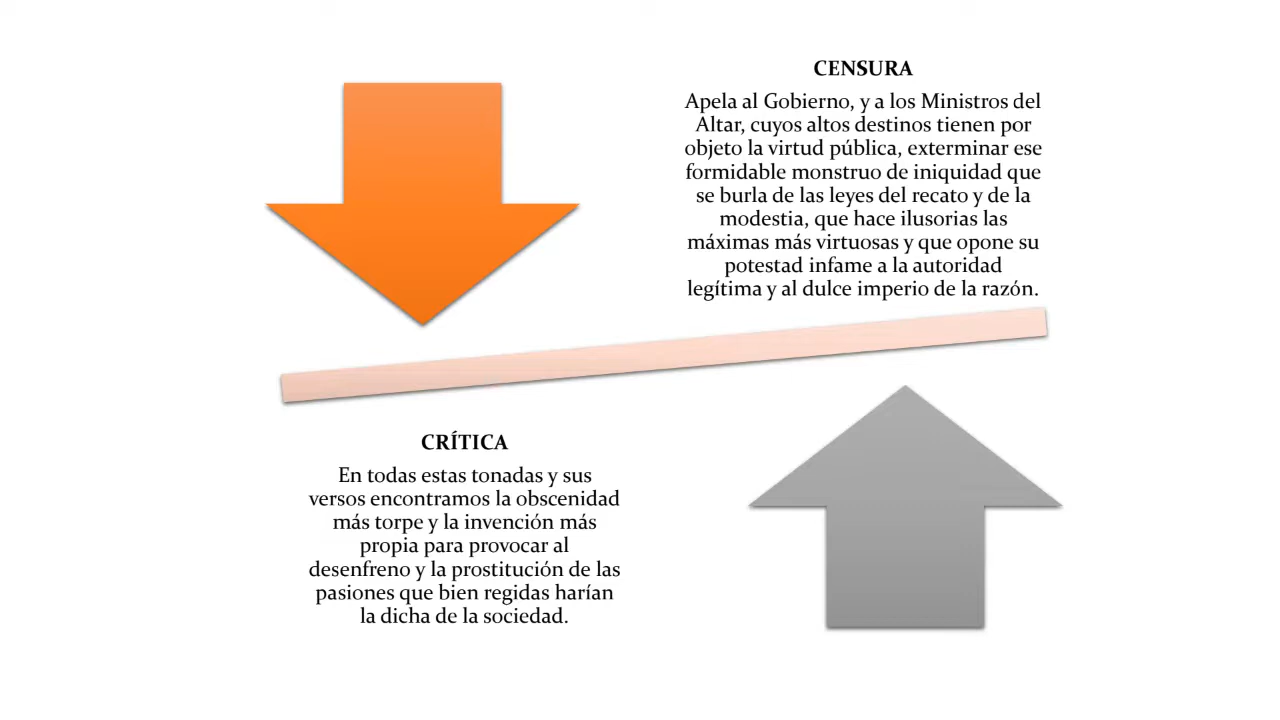 CENSURA
Apela al Gobierno, y a los Ministros del
Altar, cuyos altos destinos tienen por
objeto la virtud pública, exterminar ese
formidable monstruo de iniquidad que
se burla de las leyes del recato y de la
modestia, que hace ilusorias las
máximas más virtuosas y que opone su
potestad infame a la autoridad
legítima y al dulce imperio de la razón.
CRÍTICA
En todas estas tonadas y sus
versos encontramos la obscenidad
más torpe y la invención más
propia para provocar al
desenfreno y la prostitución de las
pasiones que bien regidas harían
la dicha de la sociedad.